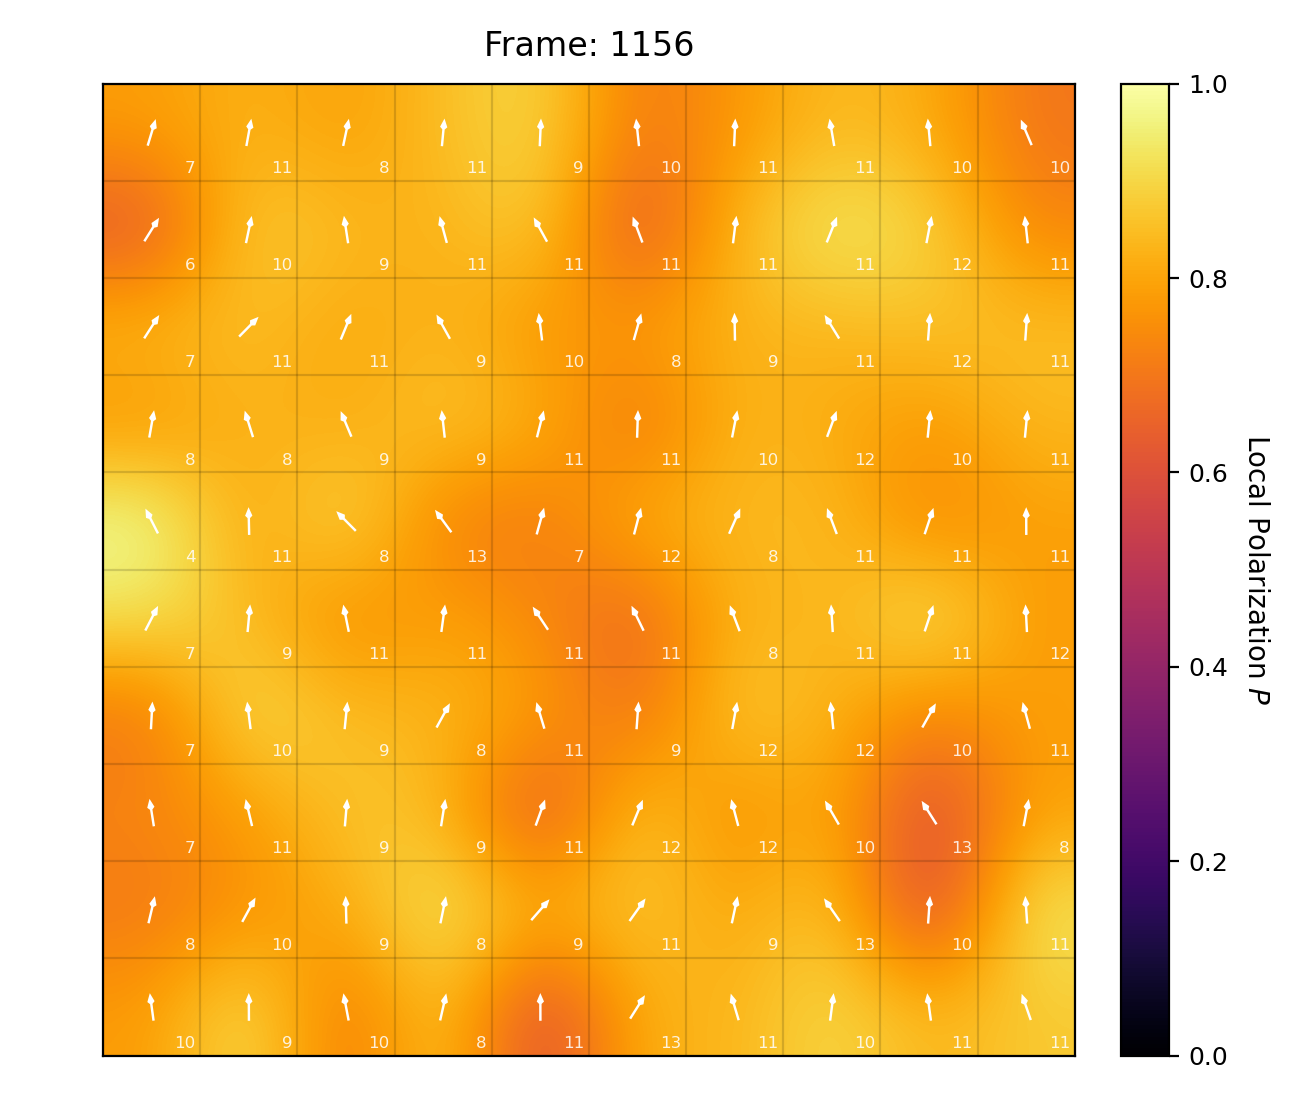 Frame: 1156
7 11 8 11 9 10 11 11 10 10
6 10 9 11 11 11 11 11 12 11
7 11 11 9 10 8 9 11 12 11
8 8 9 9 11 11 10 12 10 11
4 11 8 13 7 12 8 11 11 11
7 9 11 11 11 11 8 11 11 12
7 10 9 8 11 9 12 12 10 11
7 11 9 9 11 12 12 10 13 8
8 10 9 8 9 11 9 13 10 11
10 9 10 8 11 13 11 10 11 11
1.0
0.8
0.6
0.4
0.2
0.0
Local Polarization P